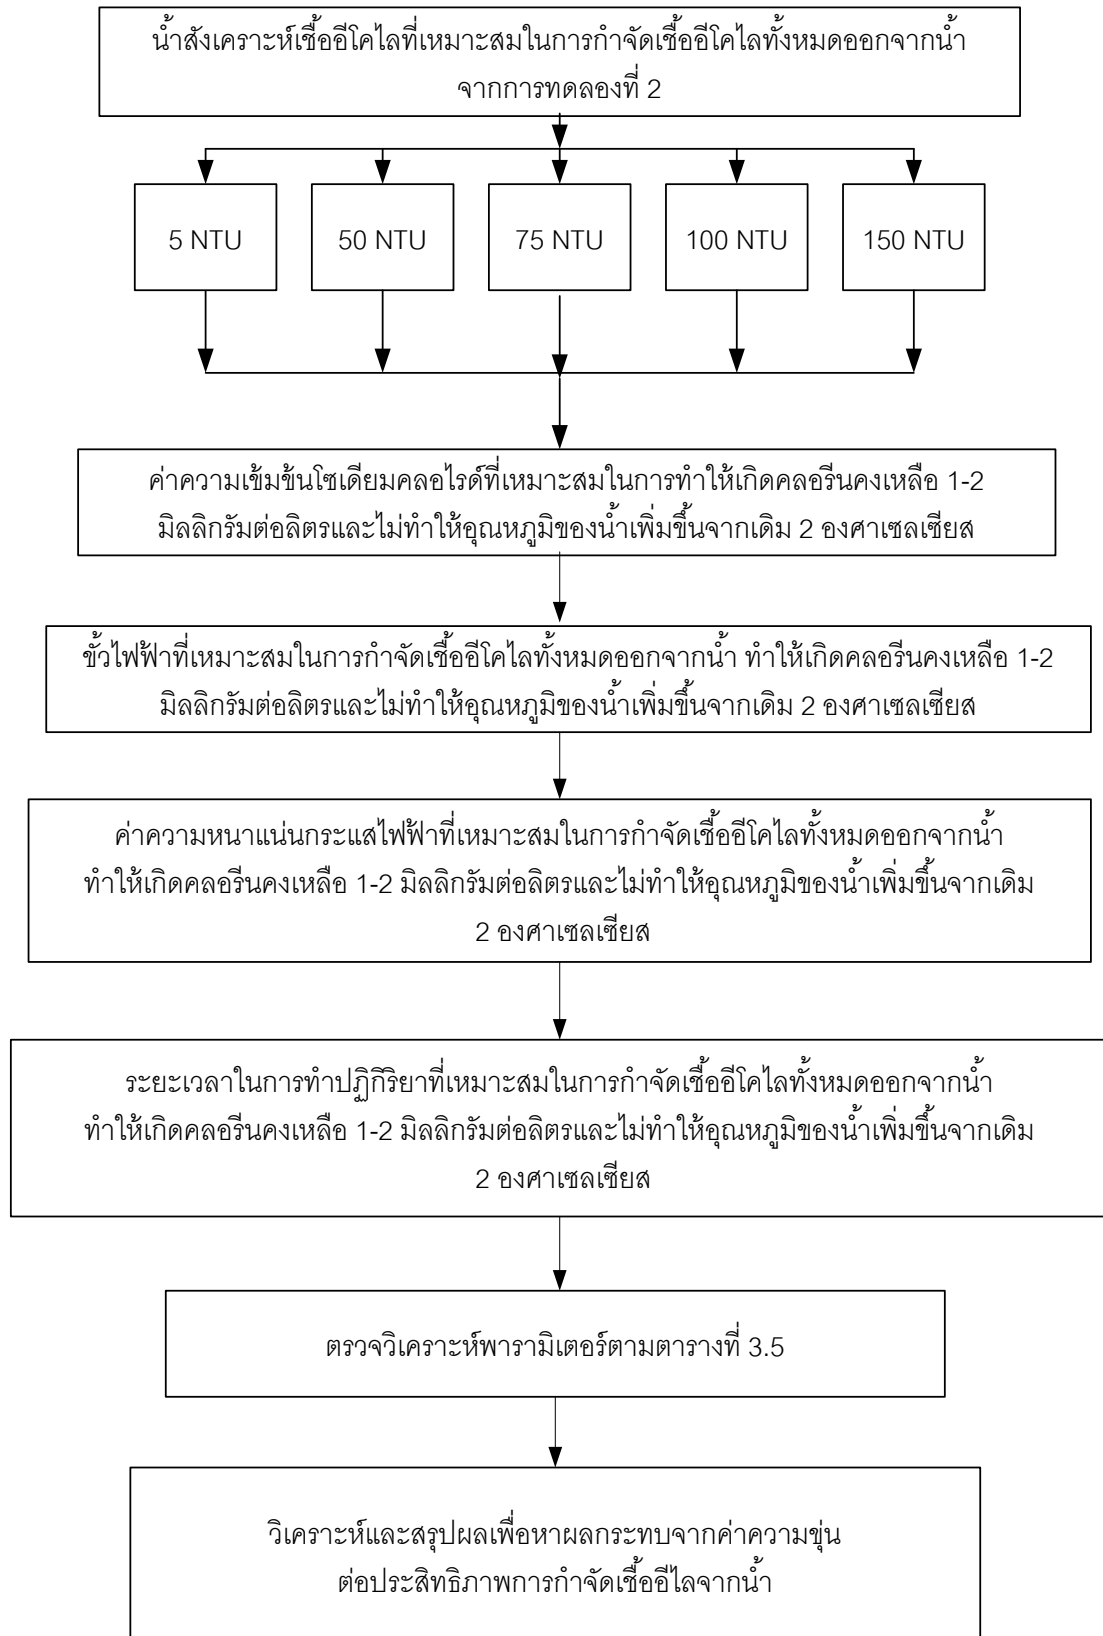 น้ำสังเคราะห์เชื้ออีโคไลที่เหมาะสมในการกำจัดเชื้ออีโคไลทั้งหมดออกจากน้ำ
จากการทดลองที่ 2
5 NTU
50 NTU
75 NTU
100 NTU
150 NTU
ค่าความเข้มข้นโซเดียมคลอไรด์ที่เหมาะสมในการทำให้เกิดคลอรีนคงเหลือ 1-2
มิลลิกรัมต่อลิตรและไม่ทำให้อุณหภูมิของน้ำเพิ่มขึ้นจากเดิม 2 องศาเซลเซียส
ขั้วไฟฟ้าที่เหมาะสมในการกำจัดเชื้ออีโคไลทั้งหมดออกจากน้ำ ทำให้เกิดคลอรีนคงเหลือ 1-2
มิลลิกรัมต่อลิตรและไม่ทำให้อุณหภูมิของน้ำเพิ่มขึ้นจากเดิม 2 องศาเซลเซียส
ค่าความหนาแน่นกระแสไฟฟ้าที่เหมาะสมในการกำจัดเชื้ออีโคไลทั้งหมดออกจากน้ำ
ทำให้เกิดคลอรีนคงเหลือ 1-2 มิลลิกรัมต่อลิตรและไม่ทำให้อุณหภูมิของน้ำเพิ่มขึ้นจากเดิม
2 องศาเซลเซียส
ระยะเวลาในการทำปฏิกิริยาที่เหมาะสมในการกำจัดเชื้ออีโคไลทั้งหมดออกจากน้ำ
ทำให้เกิดคลอรีนคงเหลือ 1-2 มิลลิกรัมต่อลิตรและไม่ทำให้อุณหภูมิของน้ำเพิ่มขึ้นจากเดิม
2 องศาเซลเซียส
ตรวจวิเคราะห์พารามิเตอร์ตามตารางที่ 3.5
วิเคราะห์และสรุปผลเพื่อหาผลกระทบจากค่าความขุ่น
ต่อประสิทธิภาพการกำจัดเชื้ออีไลจากน้ำ